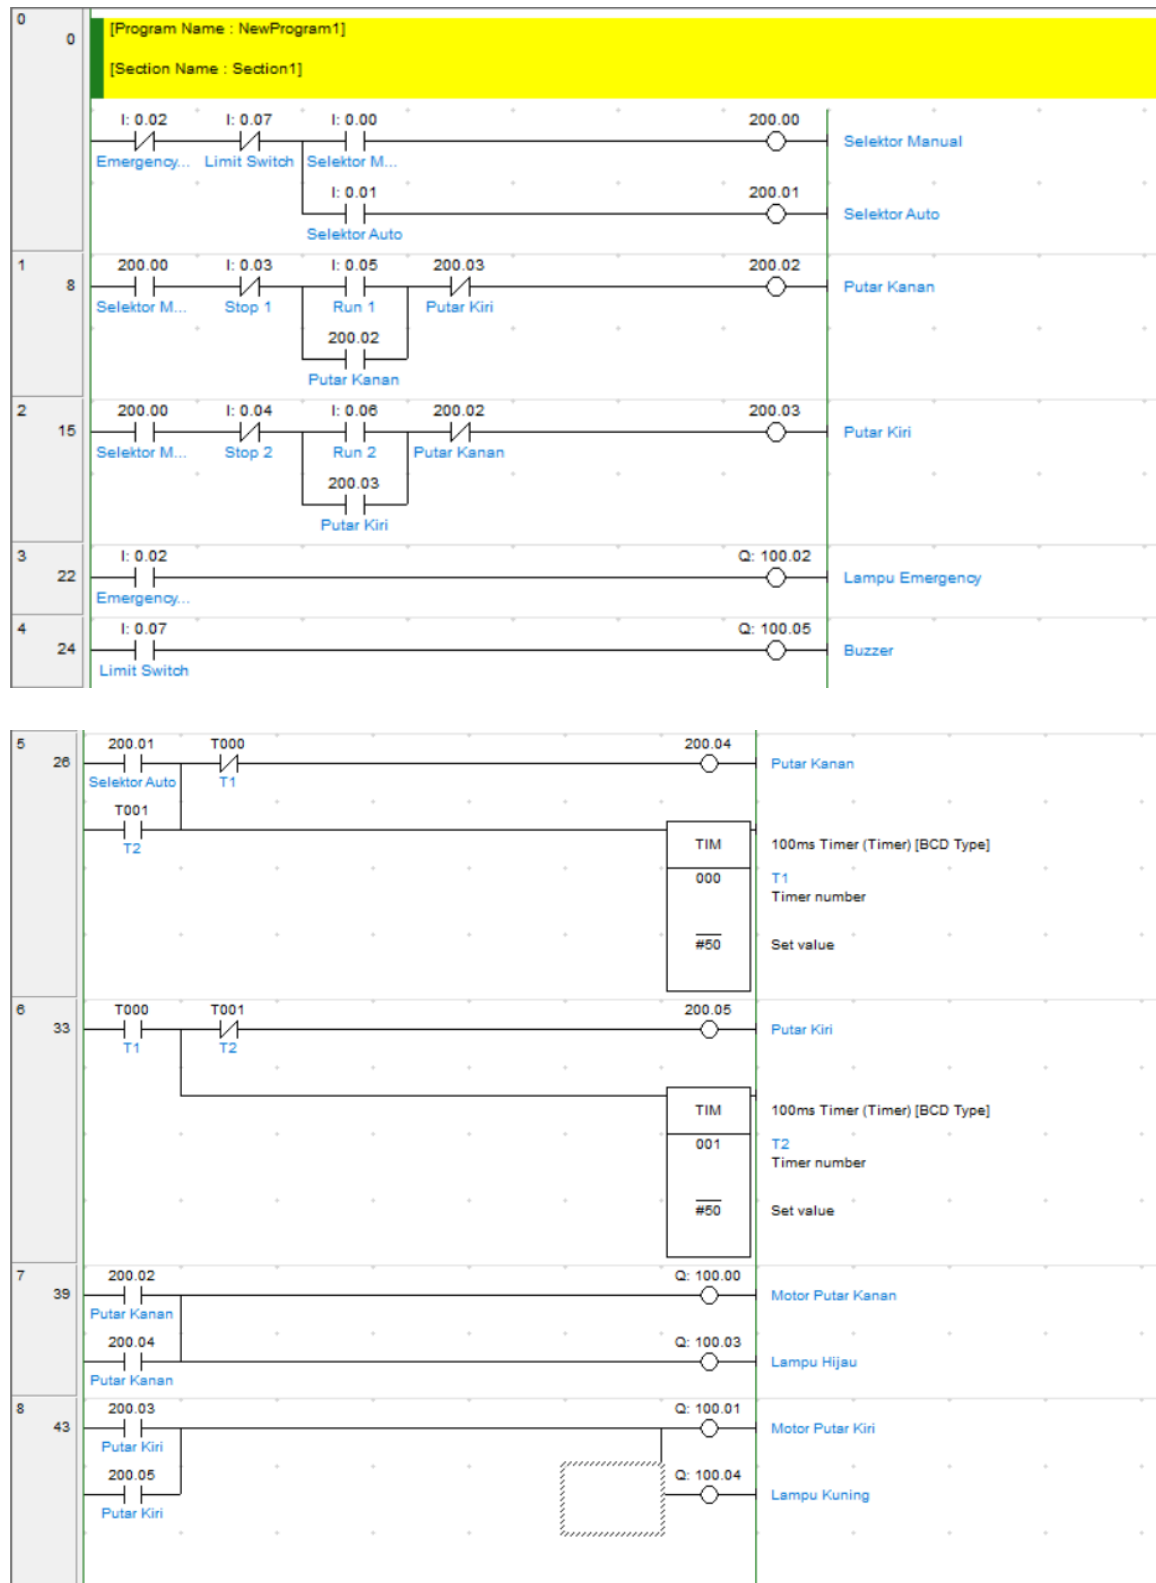 0
0
[Program Name : NewProgram1]
[Section Name : Section1]
I: 0.02 I: 0.07 I: 0.00 200.00
Emergency... Limit Switch Selektor M... Selektor Manual
I: 0.01 200.01
Selektor Auto Selektor Auto
1 200.00 I: 0.03 I: 0.05 200.03 200.02
8 Putar Kanan
Selektor M... Stop 1 Run 1 Putar Kiri
200.02
Putar Kanan
2 200.00 I: 0.04 I: 0.06 200.02 200.03
15 Putar Kiri
Selektor M... Stop 2 Run 2 Putar Kanan
200.03
Putar Kiri
3 I: 0.02 Q: 100.02
22 Lampu Emergency
Emergency...
4 I: 0.07 Q: 100.05
24 Buzzer
Limit Switch
5 200.01 T000 200.04
26 Putar Kanan
Selektor Auto T1
T001
T2
TIM 100ms Timer (Timer) [BCD Type]
000 T1
Timer number
#50 Set value
6 T000 T001 200.05
33 Putar Kiri
T1 T2
TIM 100ms Timer (Timer) [BCD Type]
001 T2
Timer number
#50 Set value
7 200.02 Q: 100.00
39 Motor Putar Kanan
Putar Kanan
200.04 Q: 100.03
Lampu Hijau
Putar Kanan
8 200.03 Q: 100.01
43 Motor Putar Kiri
Putar Kiri
200.05 Q: 100.04
Lampu Kuning
Putar Kiri